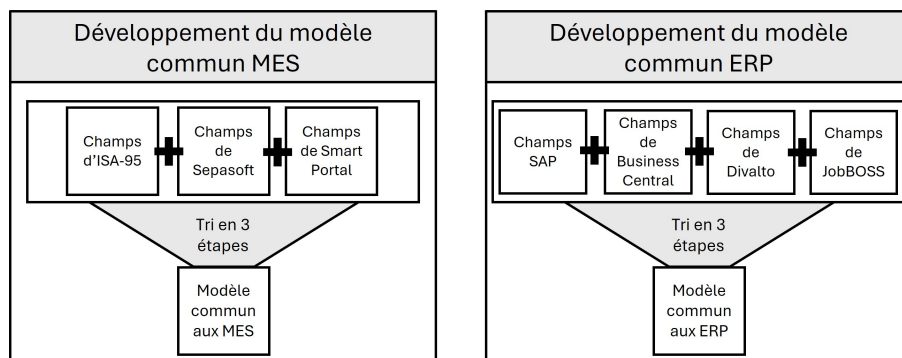 Développement du modèle
commun MES
Champs
d'ISA-95
Champs
de
Sepasoft
Champs
de Smart
Portal
Tri en 3
étapes
Modèle
commun
aux MES
Développement du modèle
commun ERP
Champs
SAP
Champs
de
Business
Central
Champs
de
Divalto
Champs
de
JobBOSS
Tri en 3
étapes
Modèle
commun
aux ERP